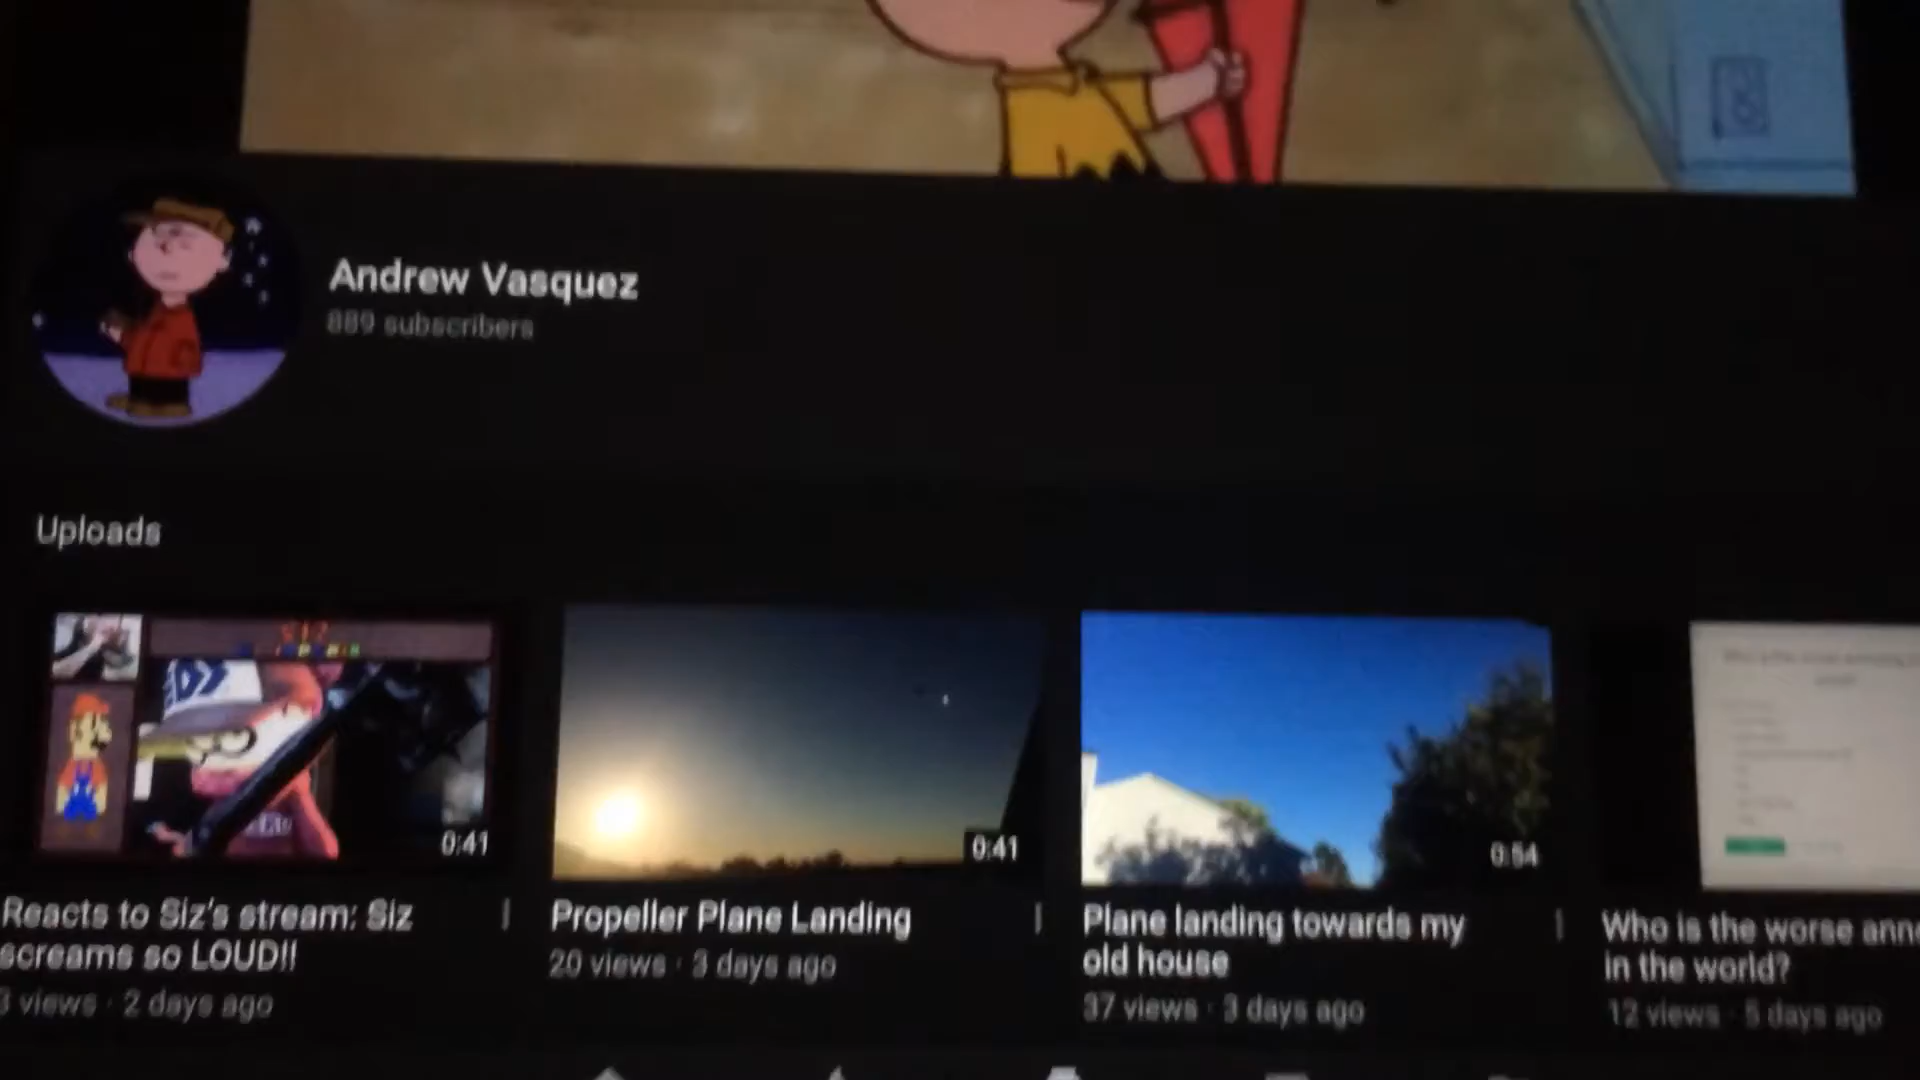 Andrew Vasquez
889 subscribers
Uploads
0:41
0:41
0:54
Reacts to Siz's stream: Siz
screams so LOUD!!
3 views · 2 days ago
Propeller Plane Landing
20 views · 3 days ago
Plane landing towards my
old house
37 views · 3 days ago
Who is the worse
in the world?
12 views · 5 days ago